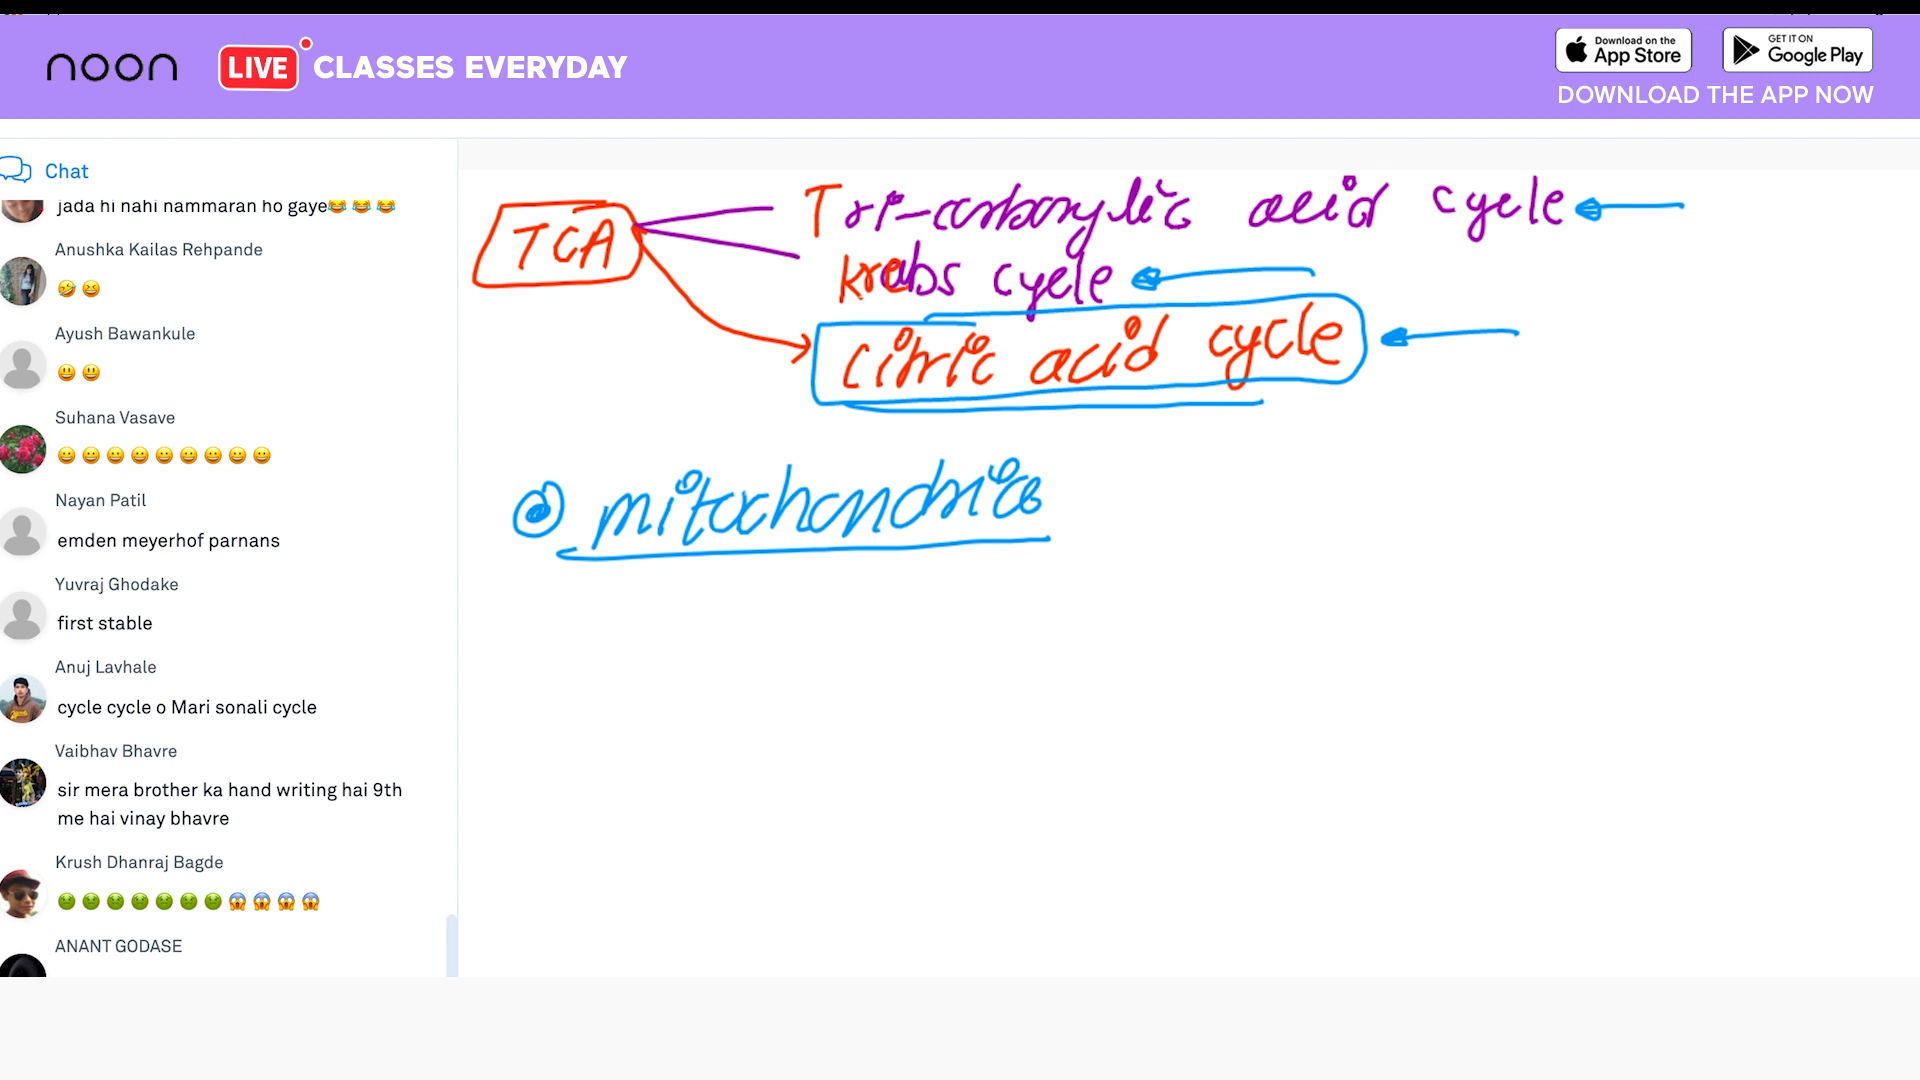 noon LIVE CLASSES EVERYDAY
Download on the App Store
GET IT ON Google Play
DOWNLOAD THE APP NOW
Chat
jada hi nahi nammaran ho gaye😂 😂 😂
Anushka Kailas Rehpande
🤣 😆
Ayush Bawankule
😃 😃
Suhana Vasave
😀 😀 😀 😀 😀 😀 😀 😀 😀
Nayan Patil
emden meyerhof parnans
Yuvraj Ghodake
first stable
Anuj Lavhale
cycle cycle o Mari sonali cycle
Vaibhav Bhavre
sir mera brother ka hand writing hai 9th
me hai vinay bhavre
Krush Dhanraj Bagde
🤢 🤢 🤢 🤢 🤢 🤢 🤢 😱 😱 😱 😱
ANANT GODASE
TCA
Tri-carboxylic acid cycle
krebs cycle
citric acid cycle
mitochondria